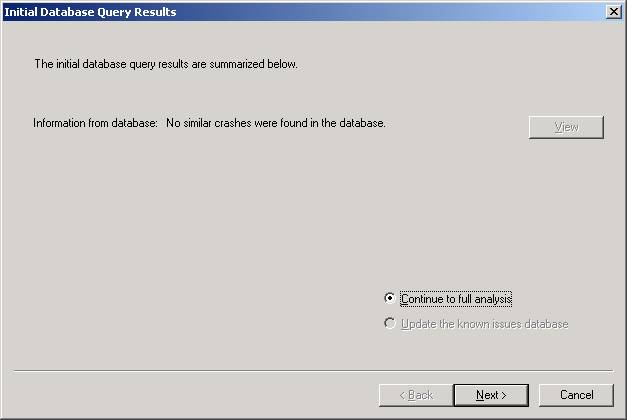 Initial Database Query Results
The initial database query results are summarized below.
Information from database: No similar crashes were found in the database.
View
Continue to full analysis
Update the known issues database
< Back
Next >
Cancel